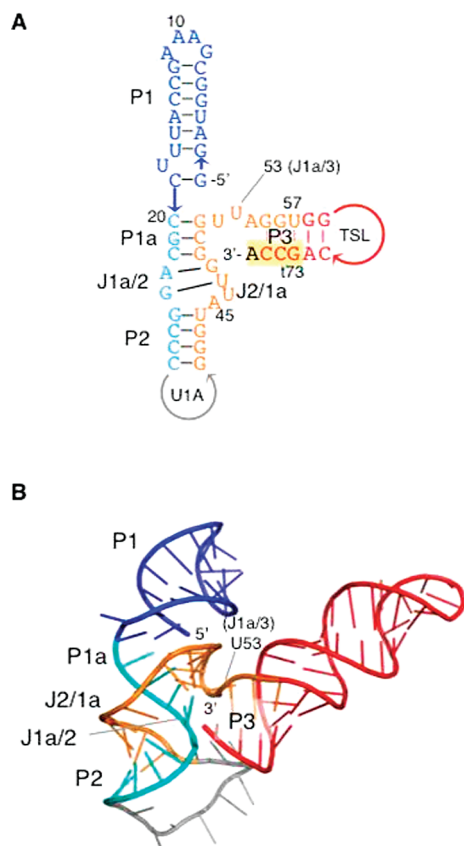 A
10
A A
A G
G C
C G
C G
P1 A U
U A
U G
U
C G -5'
53 (J1a/3)
20 57
C G U U A G G U G G
P1a G C P3 TSL
C G 3'- A C C G A C
A G t73
J1a/2 U J2/1a
G U
A
G U 45
P2 C G
C G
C G
U1A
B
P1
5' (J1a/3)
U53
P1a
J2/1a
3'
J1a/2 P3
P2